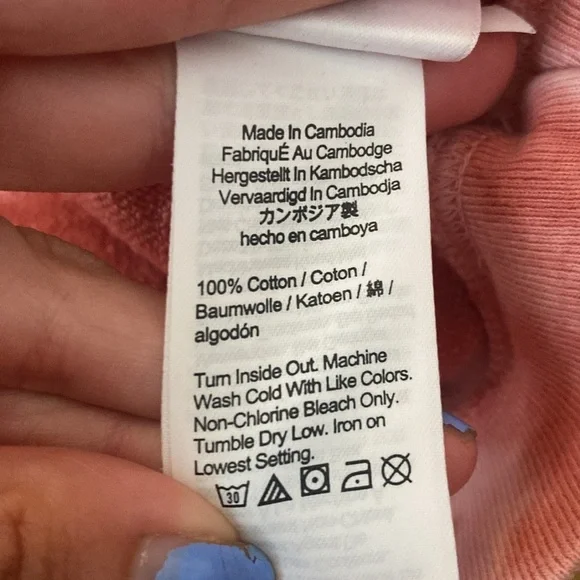 Made In Cambodia
FabriquÉ Au Cambodge
Hergestellt In Kambodscha
Vervaardigd In Cambodja
カンボジア製
hecho en camboya
100% Cotton / Coton /
Baumwolle / Katoen / 綿 /
algodón
Turn Inside Out. Machine
Wash Cold With Like Colors.
Non-Chlorine Bleach Only.
Tumble Dry Low. Iron on
Lowest Setting.
30